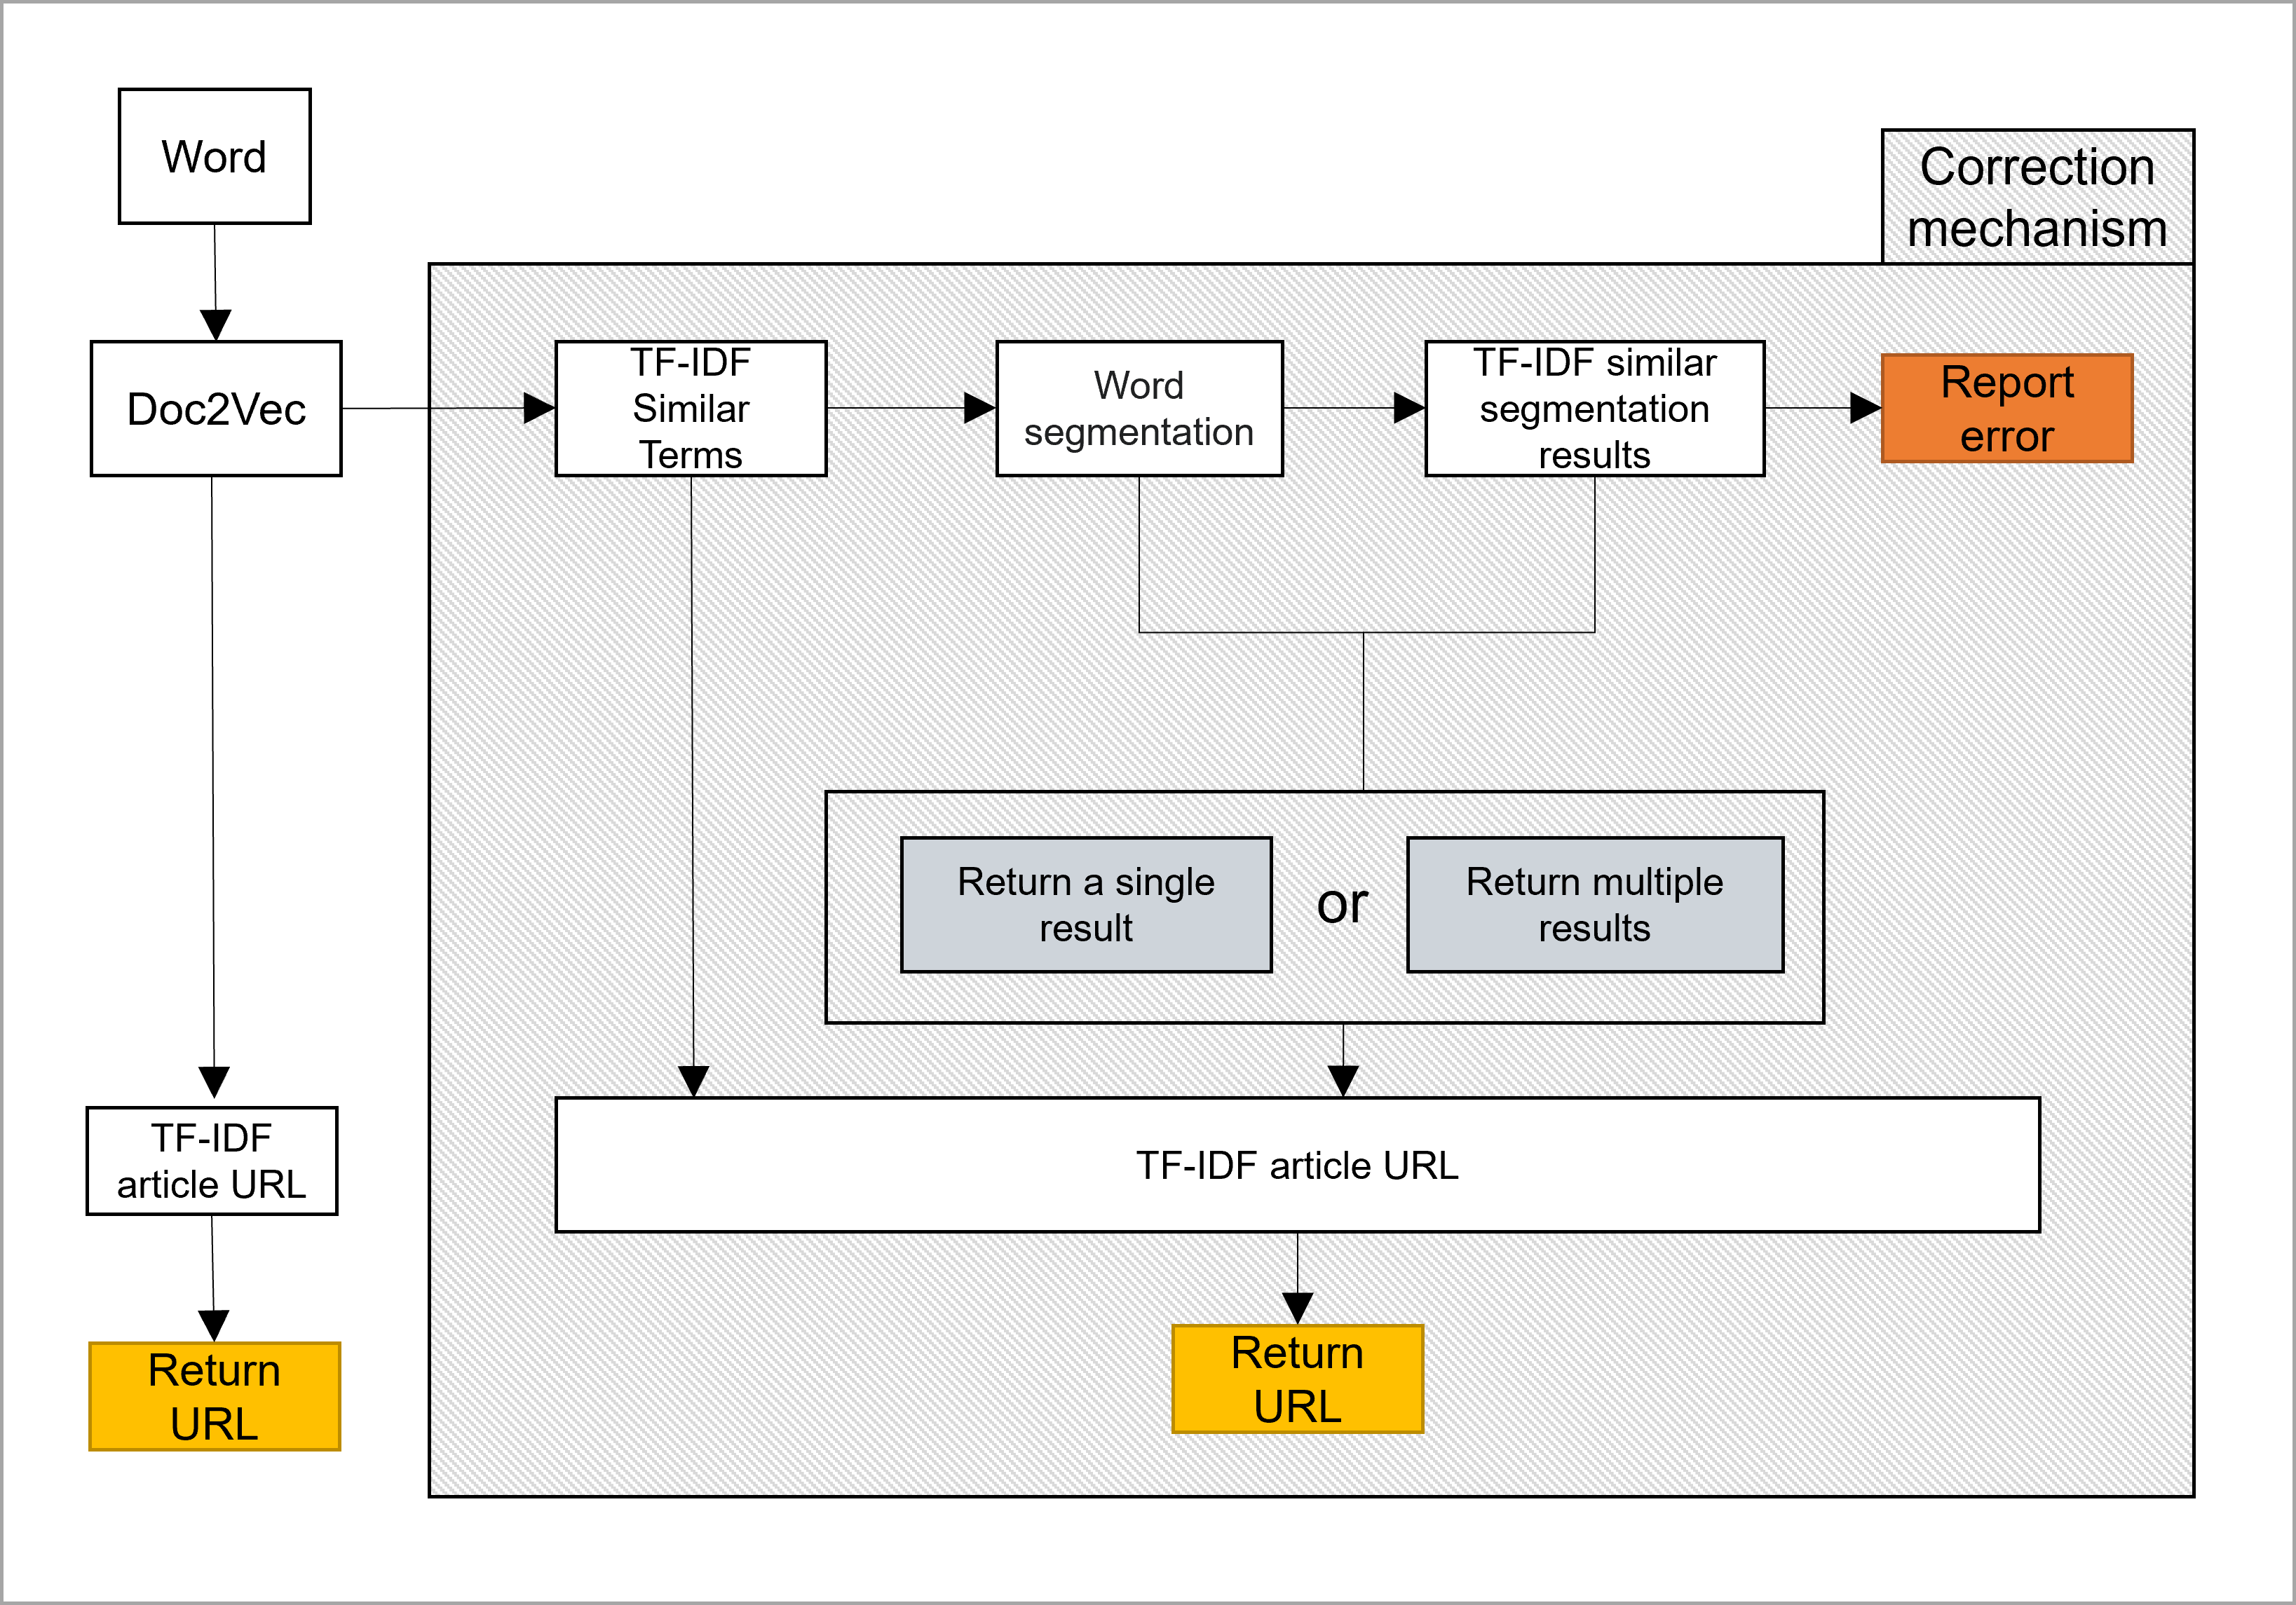 Word
Correction
mechanism
Doc2Vec
TF-IDF
Similar
Terms
Word
segmentation
TF-IDF similar
segmentation
results
Report
error
Return a single
result
or
Return multiple
results
TF-IDF
article URL
TF-IDF article URL
Return
URL
Return
URL